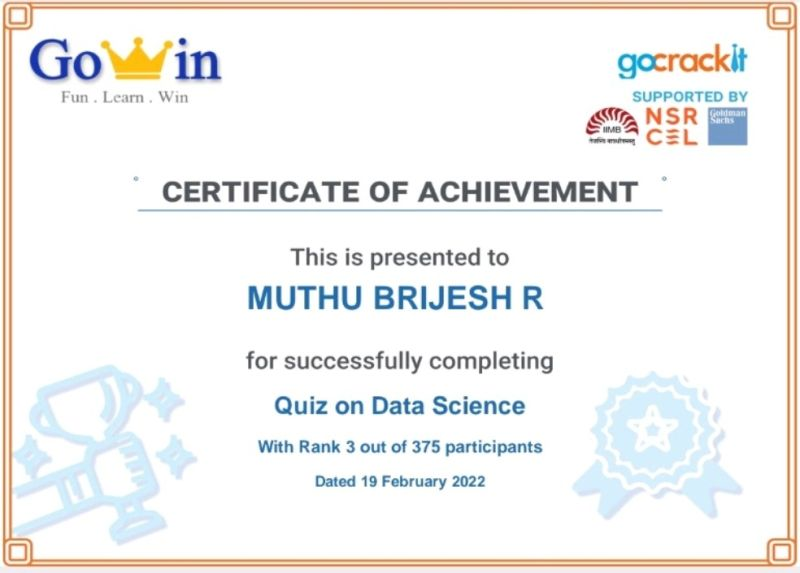 GoWin
Fun . Learn . Win
gocrackit
SUPPORTED BY
IIMB
NSR
CEL
Goldman
Sachs
CERTIFICATE OF ACHIEVEMENT
This is presented to
MUTHU BRIJESH R
for successfully completing
Quiz on Data Science
With Rank 3 out of 375 participants
Dated 19 February 2022